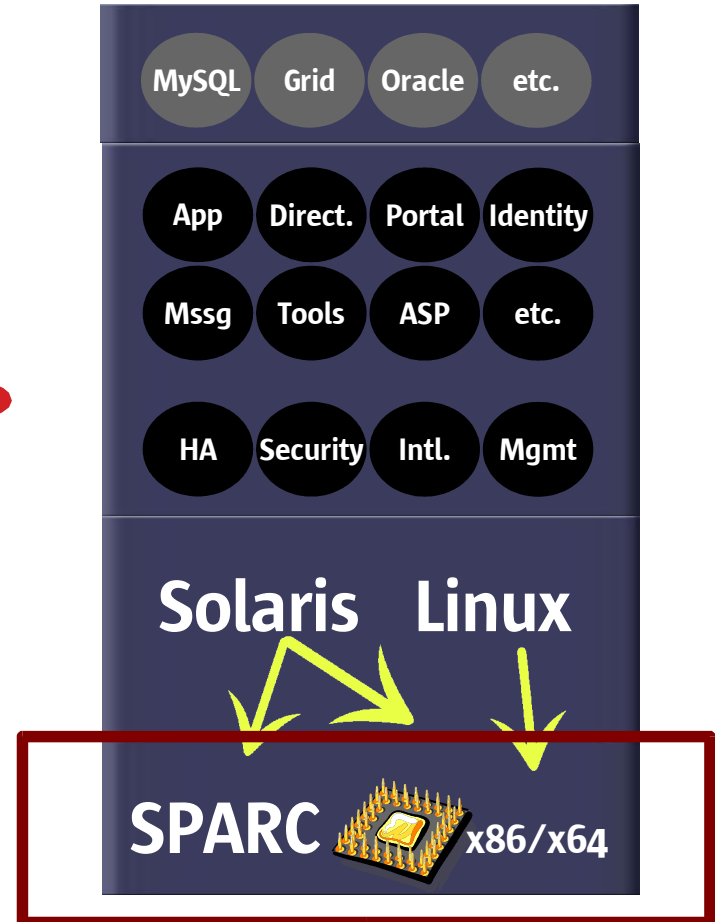 MySQL Grid Oracle etc.
App Direct. Portal Identity
Mssg Tools ASP etc.
HA Security Intl. Mgmt
Solaris Linux
SPARC x86/x64